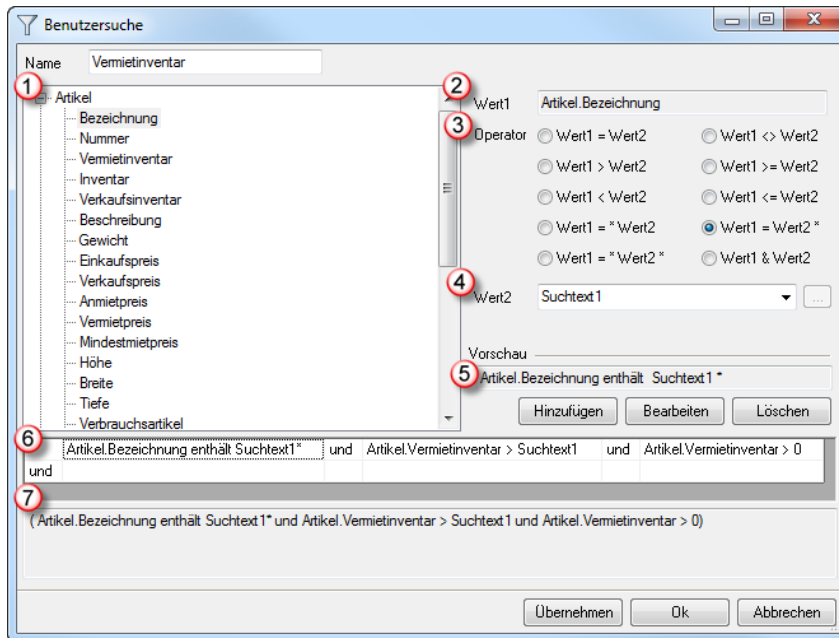 Benutzersuche
Name Vermietinventar
1
Artikel
Bezeichnung
Nummer
Vermietinventar
Inventar
Verkaufsinventar
Beschreibung
Gewicht
Einkaufspreis
Verkaufspreis
Anmietpreis
Vermietpreis
Mindestmietpreis
Höhe
Breite
Tiefe
Verbrauchsartikel
2
Wert1 Artikel.Bezeichnung
3
Operator Wert1 = Wert2 Wert1 <> Wert2
Wert1 > Wert2 Wert1 >= Wert2
Wert1 < Wert2 Wert1 <= Wert2
Wert1 = * Wert2 Wert1 = Wert2 *
Wert1 = * Wert2 * Wert1 & Wert2
4
Wert2 Suchtext1 ...
Vorschau
5
Artikel.Bezeichnung enthält Suchtext1 *
Hinzufügen Bearbeiten Löschen
6
Artikel.Bezeichnung enthält Suchtext1* und Artikel.Vermietinventar > Suchtext1 und Artikel.Vermietinventar > 0
und
7
( Artikel.Bezeichnung enthält Suchtext1* und Artikel.Vermietinventar > Suchtext1 und Artikel.Vermietinventar > 0)
Übernehmen Ok Abbrechen